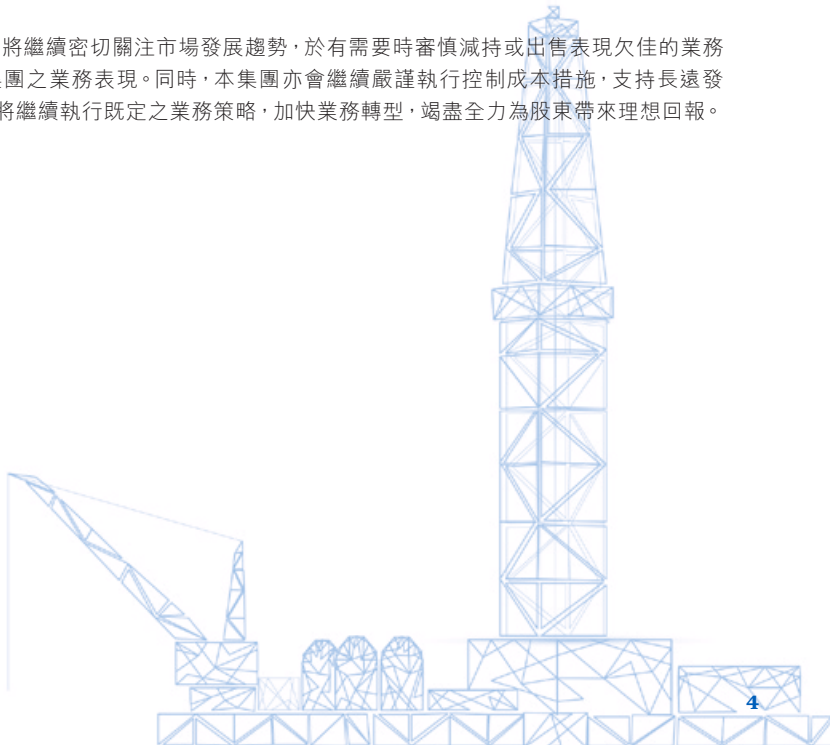 將繼續密切關注市場發展趨勢，於有需要時審慎減持或出售表現欠佳的業務
集團之業務表現。同時，本集團亦會繼續嚴謹執行控制成本措施，支持長遠發
將繼續執行既定之業務策略，加快業務轉型，竭盡全力為股東帶來理想回報。
4